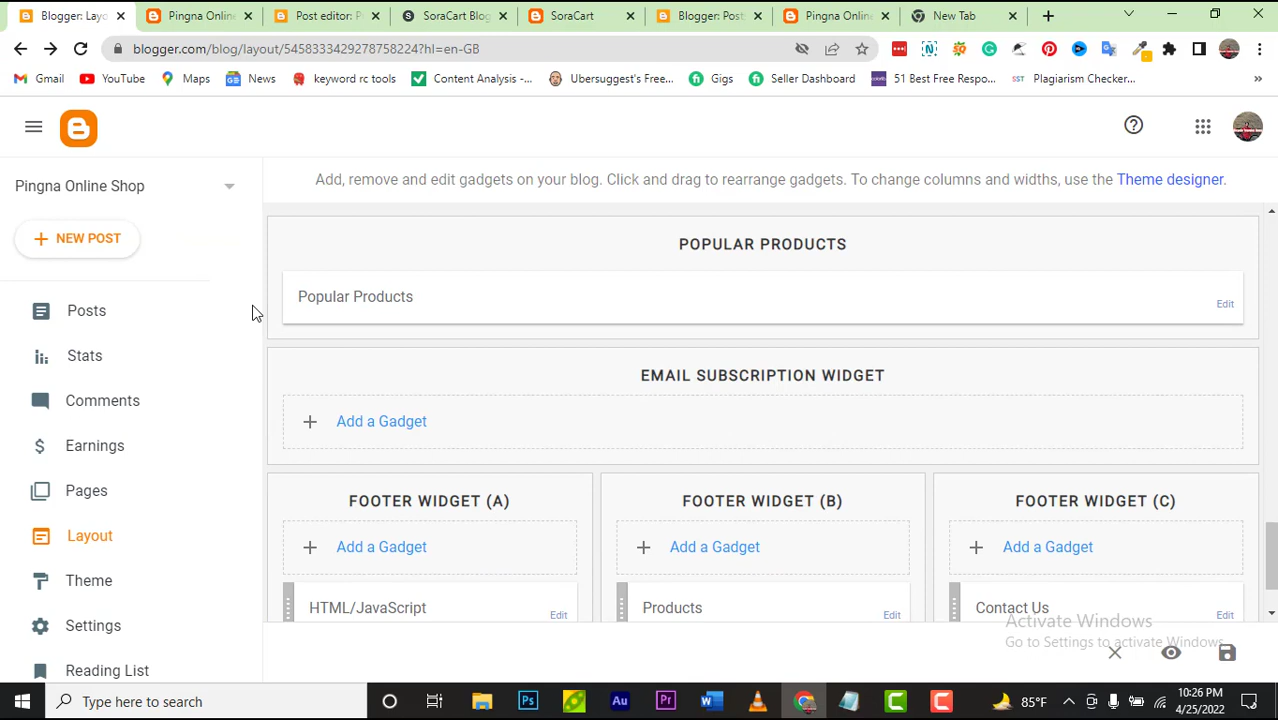 Blogger: Layo
Pingna Online
Post editor: P
SoraCart Blog
SoraCart
Blogger: Posts
Pingna Online
New Tab
blogger.com/blog/layout/5458333429278758224?hl=en-GB
Gmail
YouTube
Maps
News
keyword rc tools
Content Analysis -...
Ubersuggest's Free...
Gigs
Seller Dashboard
51 Best Free Respo...
Plagiarism Checker...
Pingna Online Shop
Add, remove and edit gadgets on your blog. Click and drag to rearrange gadgets. To change columns and widths, use the Theme designer.
NEW POST
Posts
Stats
Comments
Earnings
Pages
Layout
Theme
Settings
Reading List
POPULAR PRODUCTS
Popular Products
Edit
EMAIL SUBSCRIPTION WIDGET
Add a Gadget
FOOTER WIDGET (A)
Add a Gadget
HTML/JavaScript
Edit
FOOTER WIDGET (B)
Add a Gadget
Products
Edit
FOOTER WIDGET (C)
Add a Gadget
Contact Us
Edit
Activate Windows
Go to Settings to activate Windows.
Type here to search
85°F
10:26 PM
4/25/2022